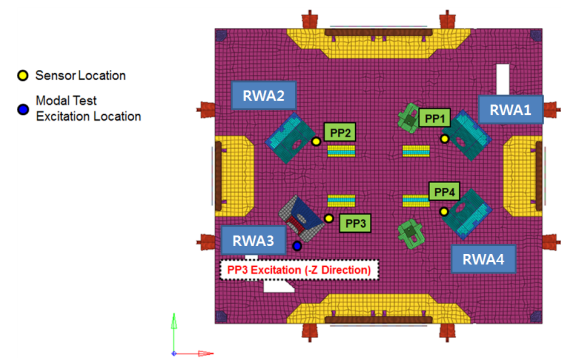 Sensor Location
Modal Test
Excitation Location
RWA2
RWA1
PP1
PP2
PP4
PP3
RWA3
RWA4
PP3 Excitation (-Z Direction)